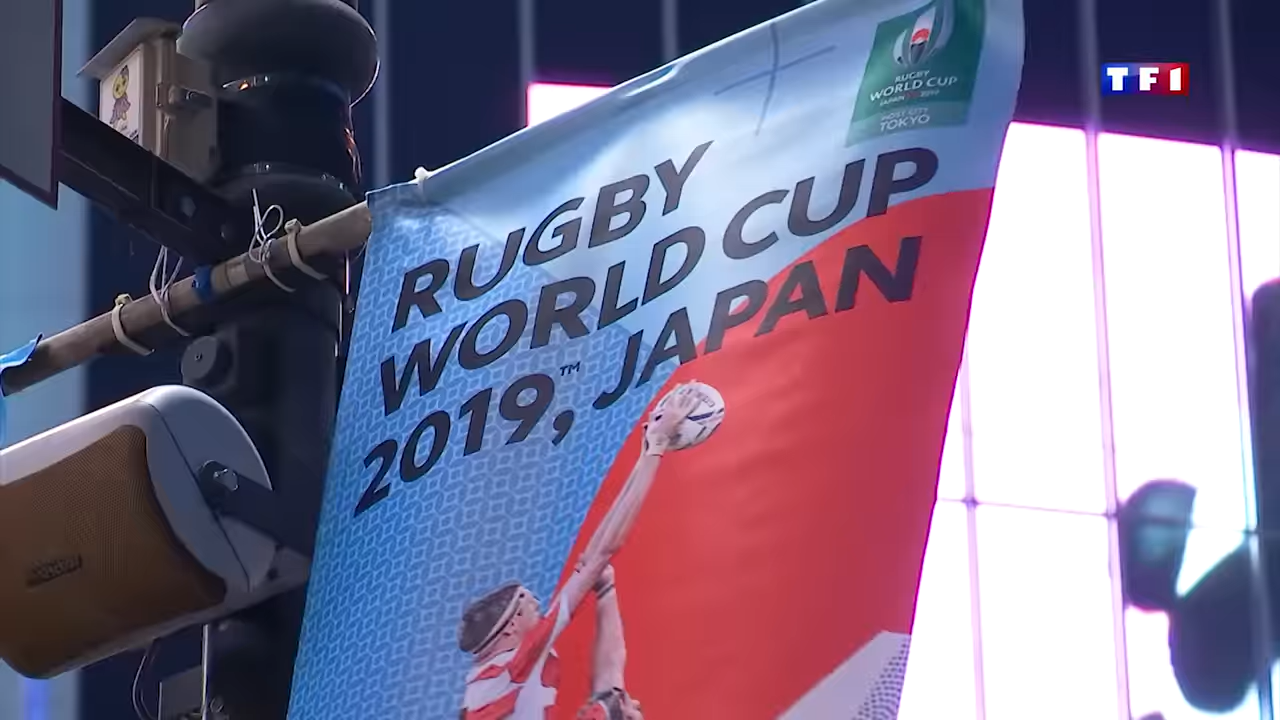 TF1
RUGBY
WORLD CUP
JAPAN 2019
HOST CITY
TOKYO
RUGBY
WORLD CUP
2019,™ JAPAN